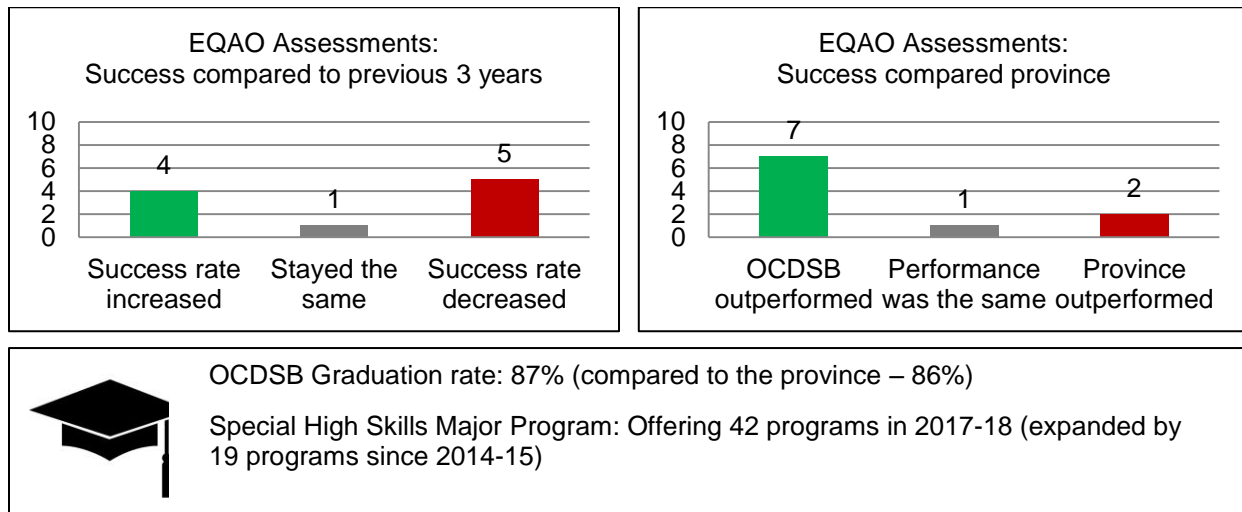 EQAO Assessments:
Success compared to previous 3 years
10
8
6
4
2
0
4
1
5
Success rate increased
Stayed the same
Success rate decreased
EQAO Assessments:
Success compared province
10
8
6
4
2
0
7
1
2
OCDSB outperformed
Performance was the same
Province outperformed
OCDSB Graduation rate: 87% (compared to the province – 86%)
Special High Skills Major Program: Offering 42 programs in 2017-18 (expanded by
19 programs since 2014-15)